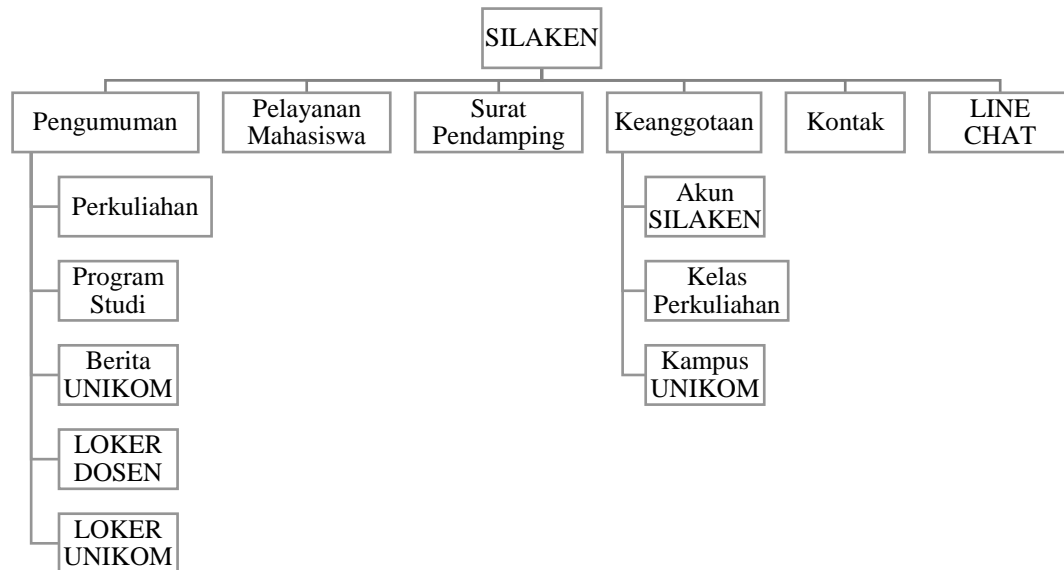 SILAKEN
Pengumuman
Pelayanan
Mahasiswa
Surat
Pendamping
Keanggotaan
Kontak
LINE
CHAT
Perkuliahan
Program
Studi
Berita
UNIKOM
LOKER
DOSEN
LOKER
UNIKOM
Akun
SILAKEN
Kelas
Perkuliahan
Kampus
UNIKOM